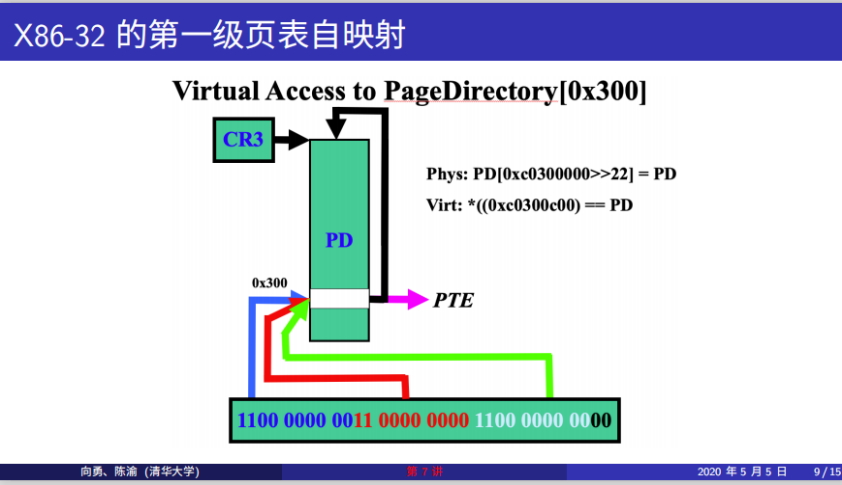 X86-32 的第一级页表自映射
Virtual Access to PageDirectory[0x300]
CR3
Phys: PD[0xc0300000>>22] = PD
Virt: *((0xc0300c00) == PD
PD
0x300
PTE
1100 0000 0011 0000 0000 1100 0000 0000
向勇、陈渝 (清华大学) 第 7 讲 2020 年 5 月 5 日 9 / 15